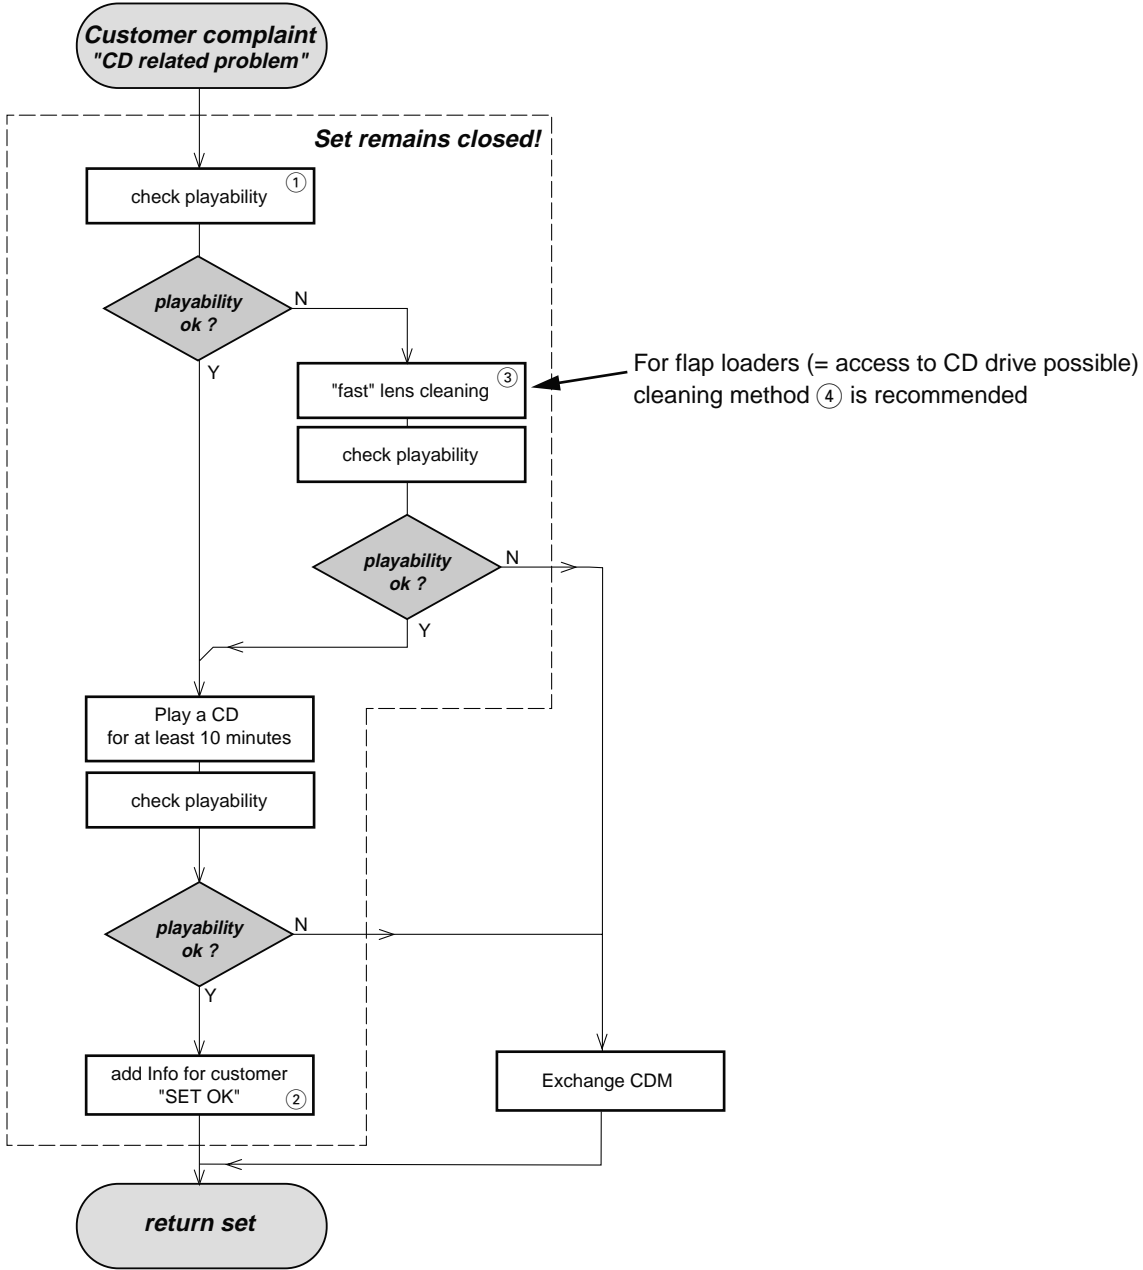 Customer complaint
"CD related problem"
Set remains closed!
check playability ①
playability
ok ?
N
Y
"fast" lens cleaning ③
For flap loaders (= access to CD drive possible)
cleaning method ④ is recommended
check playability
playability
ok ?
N
Y
Play a CD
for at least 10 minutes
check playability
playability
ok ?
N
Y
add Info for customer
"SET OK" ②
Exchange CDM
return set